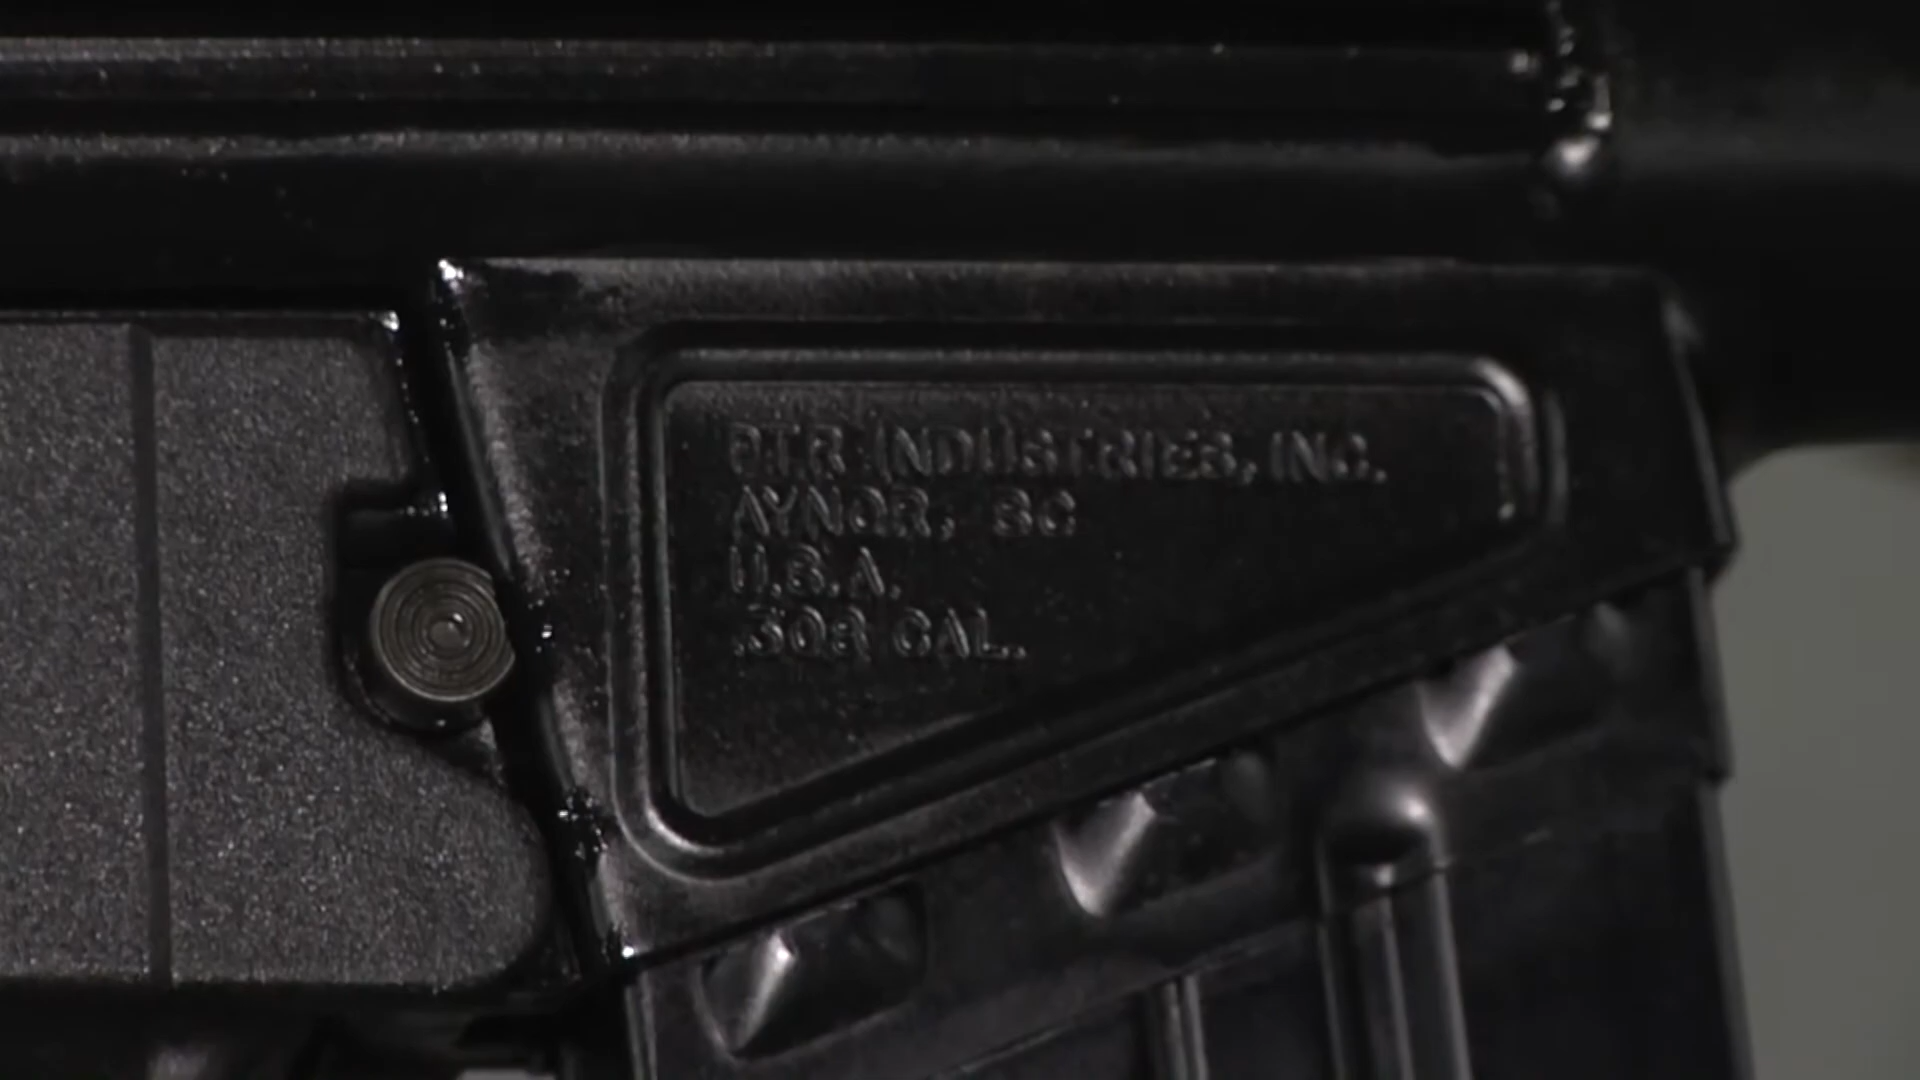 PTR INDUSTRIES, INC.
AYNOR, SC
U.S.A.
.308 CAL.